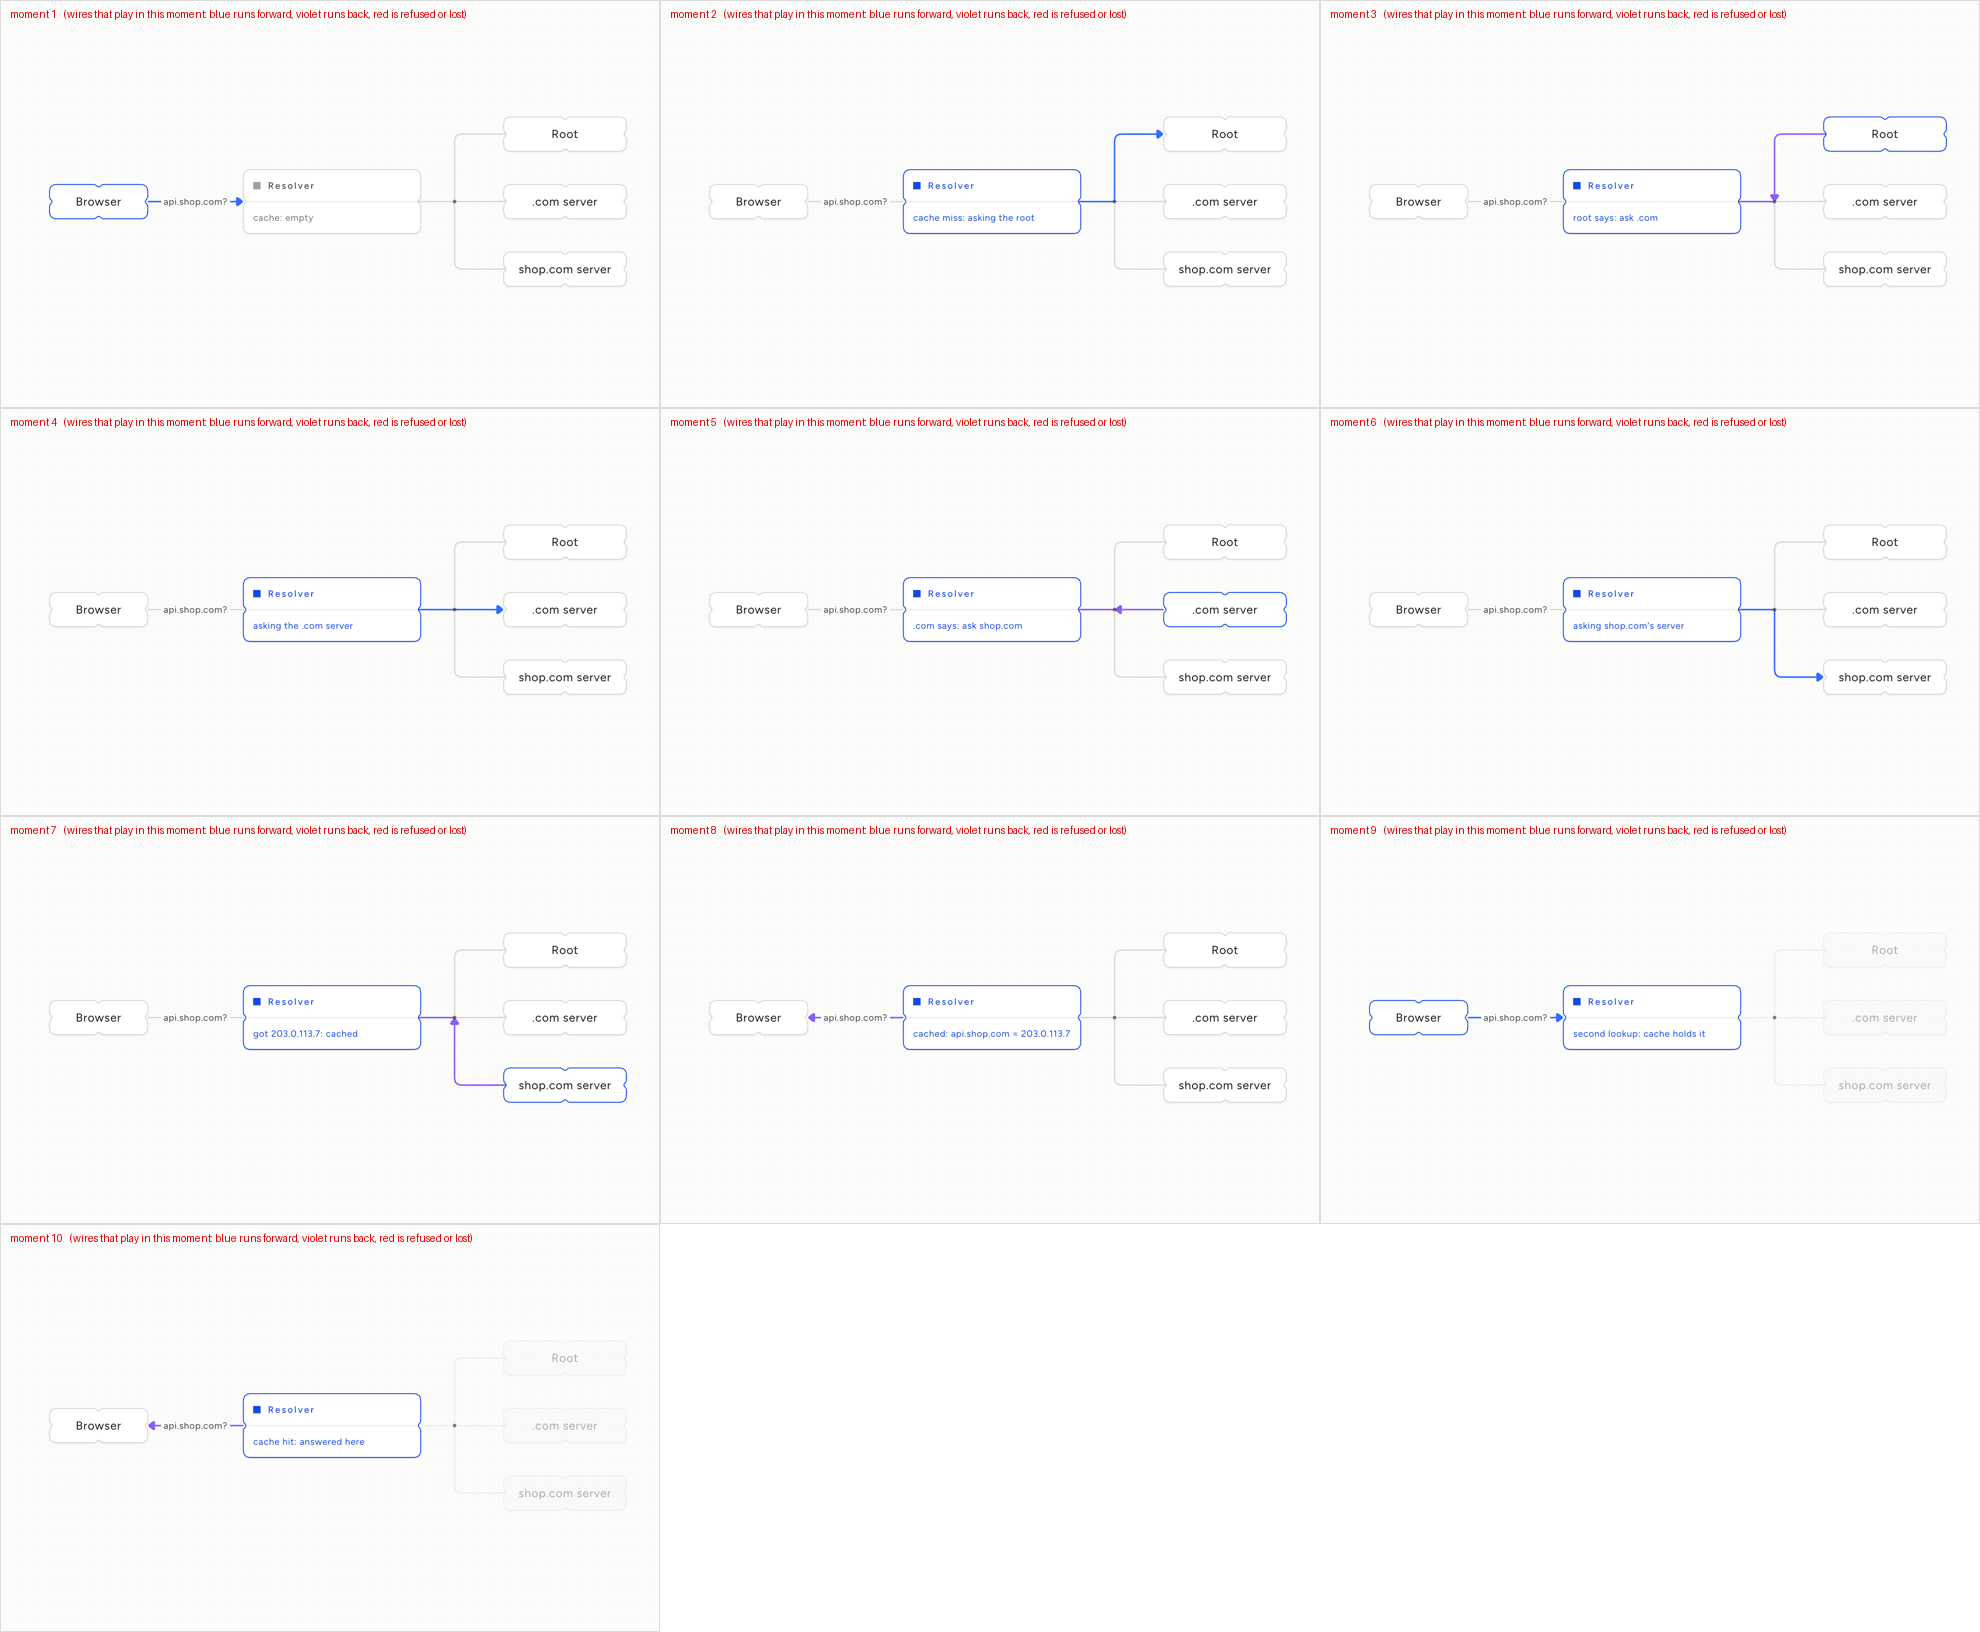 moment 1 (wires that play in this moment: blue runs forward, violet runs back, red is refused or lost)
Root
Browser
api.shop.com?
Resolver
cache: empty
.com server
shop.com server
moment 2 (wires that play in this moment: blue runs forward, violet runs back, red is refused or lost)
Root
Browser
api.shop.com?
Resolver
cache miss: asking the root
.com server
shop.com server
moment 3 (wires that play in this moment: blue runs forward, violet runs back, red is refused or lost)
Root
Browser
api.shop.com?
Resolver
root says: ask .com
.com server
shop.com server
moment 4 (wires that play in this moment: blue runs forward, violet runs back, red is refused or lost)
Root
Browser
api.shop.com?
Resolver
asking the .com server
.com server
shop.com server
moment 5 (wires that play in this moment: blue runs forward, violet runs back, red is refused or lost)
Root
Browser
api.shop.com?
Resolver
.com says: ask shop.com
.com server
shop.com server
moment 6 (wires that play in this moment: blue runs forward, violet runs back, red is refused or lost)
Root
Browser
api.shop.com?
Resolver
asking shop.com's server
.com server
shop.com server
moment 7 (wires that play in this moment: blue runs forward, violet runs back, red is refused or lost)
Root
Browser
api.shop.com?
Resolver
got 203.0.113.7: cached
.com server
shop.com server
moment 8 (wires that play in this moment: blue runs forward, violet runs back, red is refused or lost)
Root
Browser
api.shop.com?
Resolver
cached: api.shop.com = 203.0.113.7
.com server
shop.com server
moment 9 (wires that play in this moment: blue runs forward, violet runs back, red is refused or lost)
Root
Browser
api.shop.com?
Resolver
second lookup: cache holds it
.com server
shop.com server
moment 10 (wires that play in this moment: blue runs forward, violet runs back, red is refused or lost)
Root
Browser
api.shop.com?
Resolver
cache hit: answered here
.com server
shop.com server